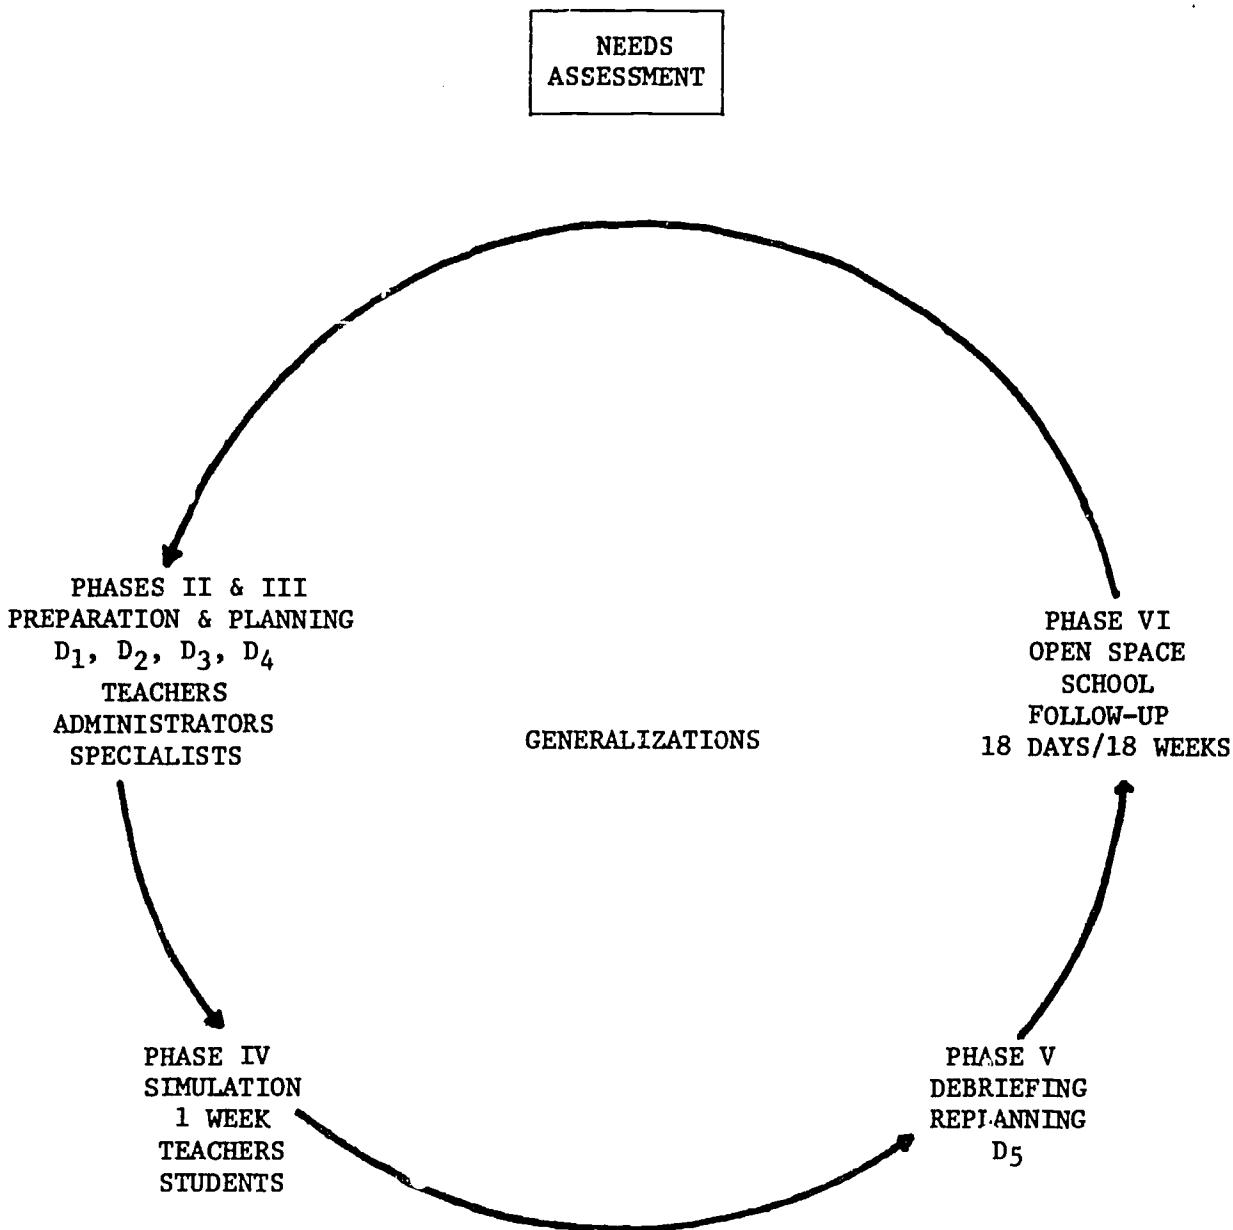 NEEDS
ASSESSMENT
PHASES II & III
PREPARATION & PLANNING
D1, D2, D3, D4
TEACHERS
ADMINISTRATORS
SPECIALISTS
GENERALIZATIONS
PHASE VI
OPEN SPACE
SCHOOL
FOLLOW-UP
18 DAYS/18 WEEKS
PHASE IV
SIMULATION
1 WEEK
TEACHERS
STUDENTS
PHASE V
DEBRIEFING
REPLANNING
D5